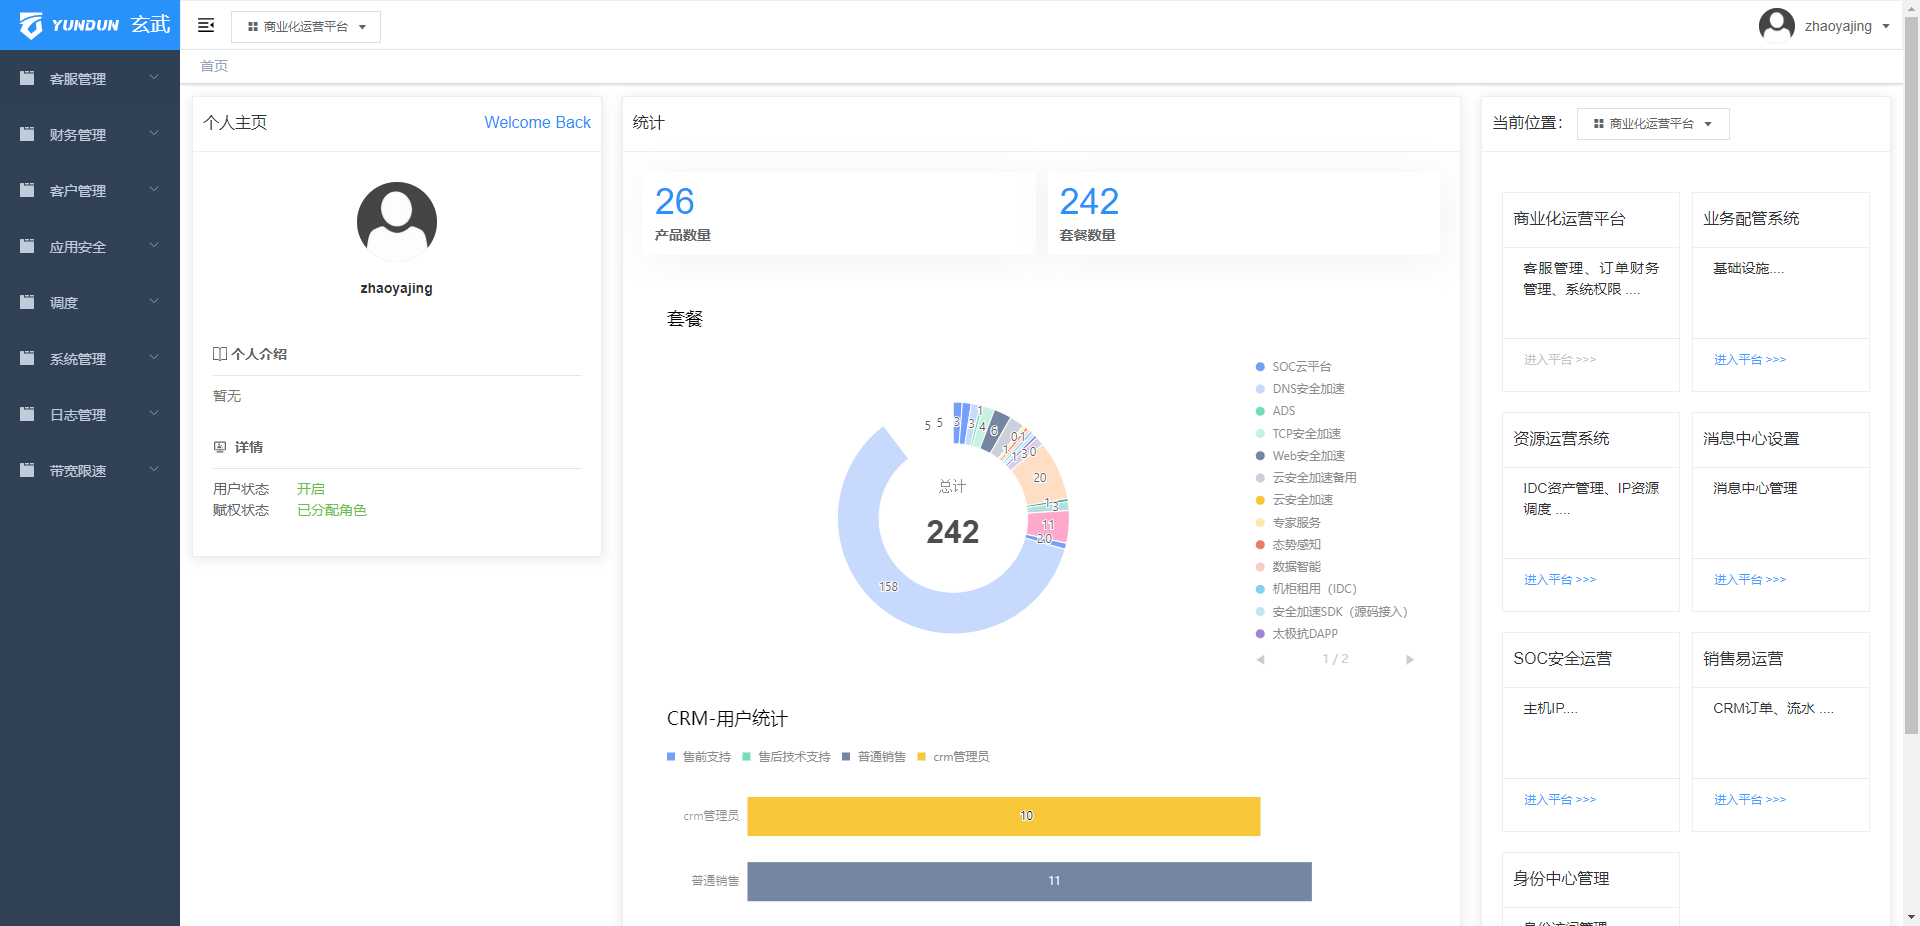 YUNDUN 玄武
商业化运营平台
zhaoyajing
首页
客服管理
财务管理
客户管理
应用安全
调度
系统管理
日志管理
带宽限速
个人主页
Welcome Back
zhaoyajing
个人介绍
暂无
详情
用户状态 开启
赋权状态 已分配角色
统计
26
产品数量
242
套餐数量
套餐
5 5 3 3 1 4 6 0 1
1 1 3 0
20
1 3
11
2 0
158
总计
242
SOC云平台
DNS安全加速
ADS
TCP安全加速
Web安全加速
云安全加速备用
云安全加速
专家服务
态势感知
数据智能
机柜租用（IDC）
安全加速SDK（源码接入）
太极抗DAPP
1 / 2
CRM-用户统计
售前支持 售后技术支持 普通销售 crm管理员
crm管理员 10
普通销售 11
当前位置：
商业化运营平台
商业化运营平台
客服管理、订单财务
管理、系统权限 ....
进入平台 >>>
业务配管系统
基础设施....
进入平台 >>>
资源运营系统
IDC资产管理、IP资源
调度 ....
进入平台 >>>
消息中心设置
消息中心管理
进入平台 >>>
SOC安全运营
主机IP....
进入平台 >>>
销售易运营
CRM订单、流水 ....
进入平台 >>>
身份中心管理